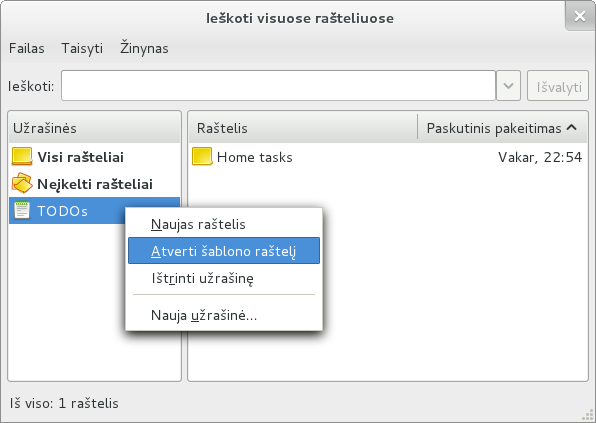 Ieškoti visuose rašteliuose
Failas Taisyti Žinynas
Ieškoti: Išvalyti
Užrašinės
Raštelis Paskutinis pakeitimas
Visi rašteliai
Neįkelti rašteliai
TODOs
Home tasks Vakar, 22:54
Naujas raštelis
Atverti šablono raštelį
Ištrinti užrašinę
Nauja užrašinė...
Iš viso: 1 raštelis